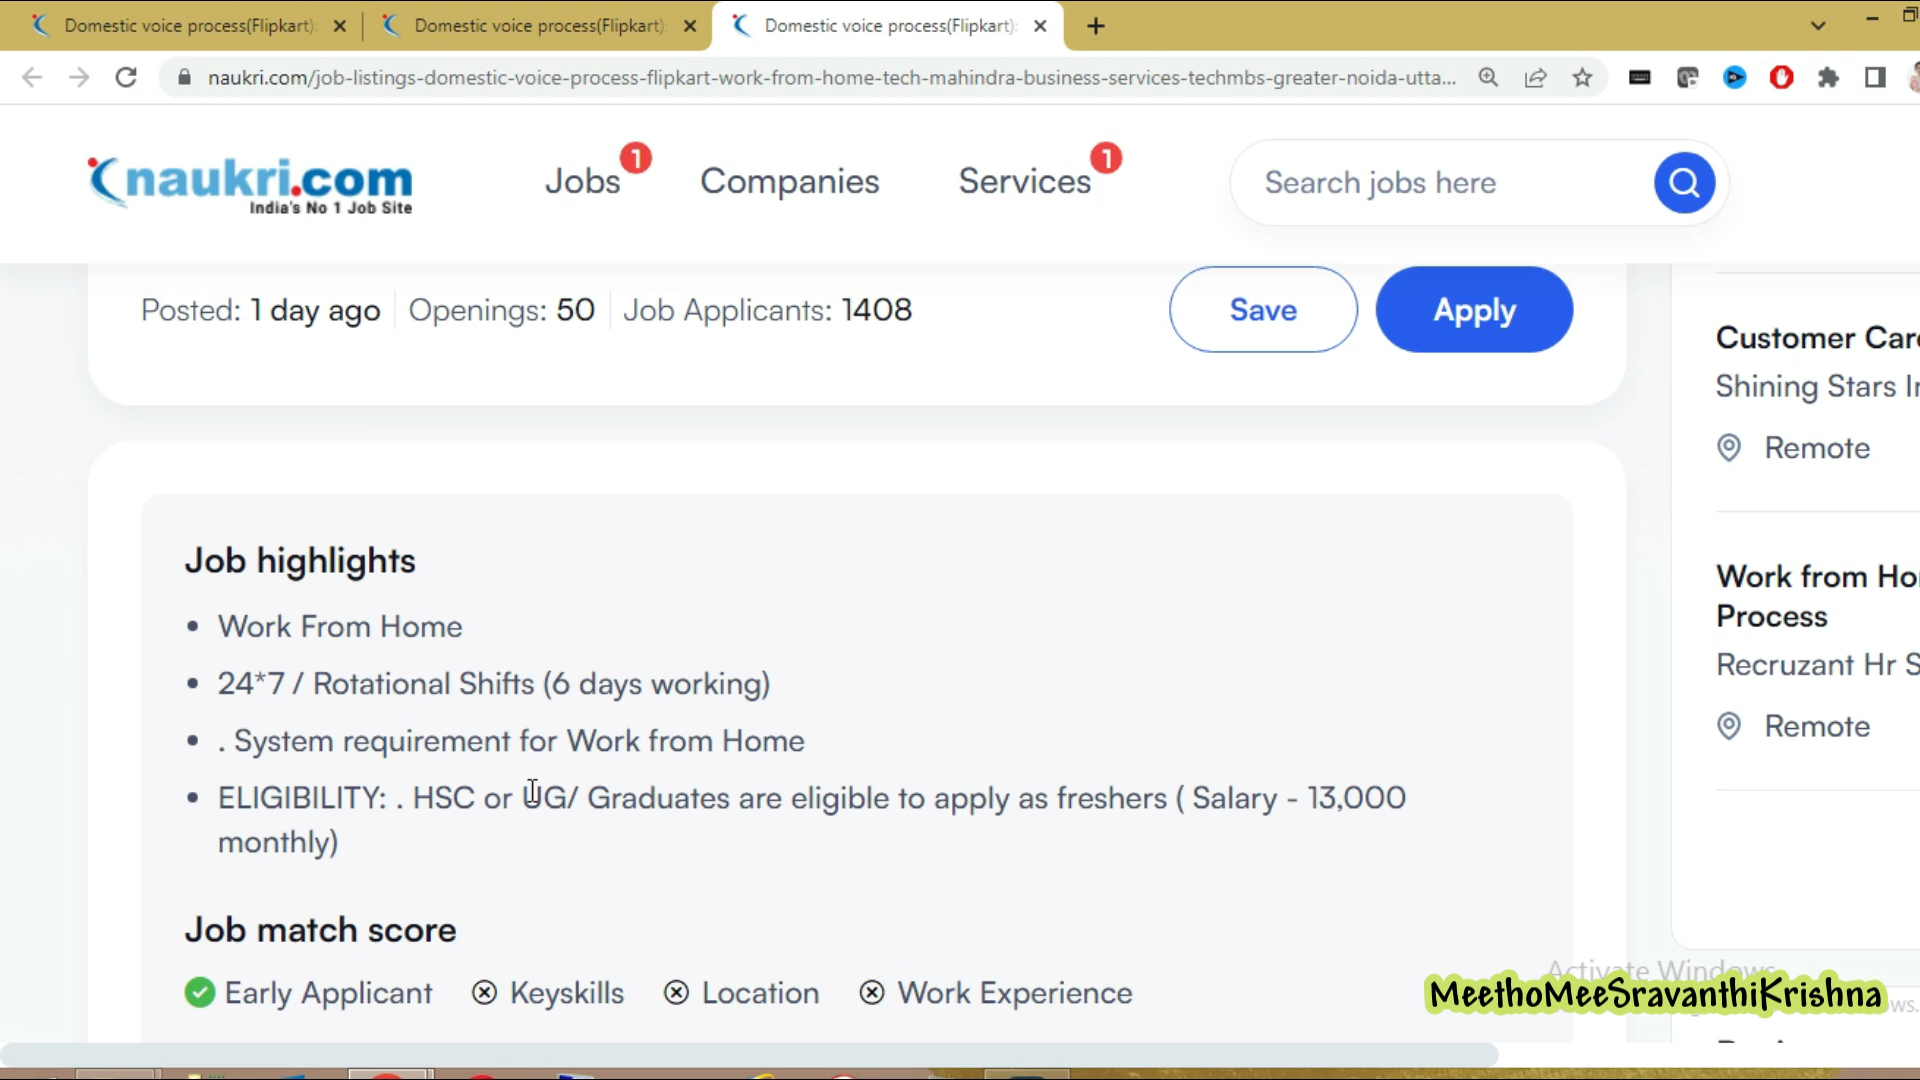 Domestic voice process(Flipkart): Domestic voice process(Flipkart): Domestic voice process(Flipkart):
naukri.com/job-listings-domestic-voice-process-flipkart-work-from-home-tech-mahindra-business-services-techmbs-greater-noida-utta...
naukri.com
India's No 1 Job Site
Jobs 1 Companies Services 1 Search jobs here
Posted: 1 day ago Openings: 50 Job Applicants: 1408 Save Apply
Customer Care
Shining Stars
Remote
Work from
Process
Recruzant Hr
Remote
Job highlights
• Work From Home
• 24*7 / Rotational Shifts (6 days working)
• . System requirement for Work from Home
• ELIGIBILITY: . HSC or UG/ Graduates are eligible to apply as freshers ( Salary - 13,000
monthly)
Job match score
Early Applicant Keyskills Location Work Experience
Activate Windows
MeethoMeeSravanthiKrishna